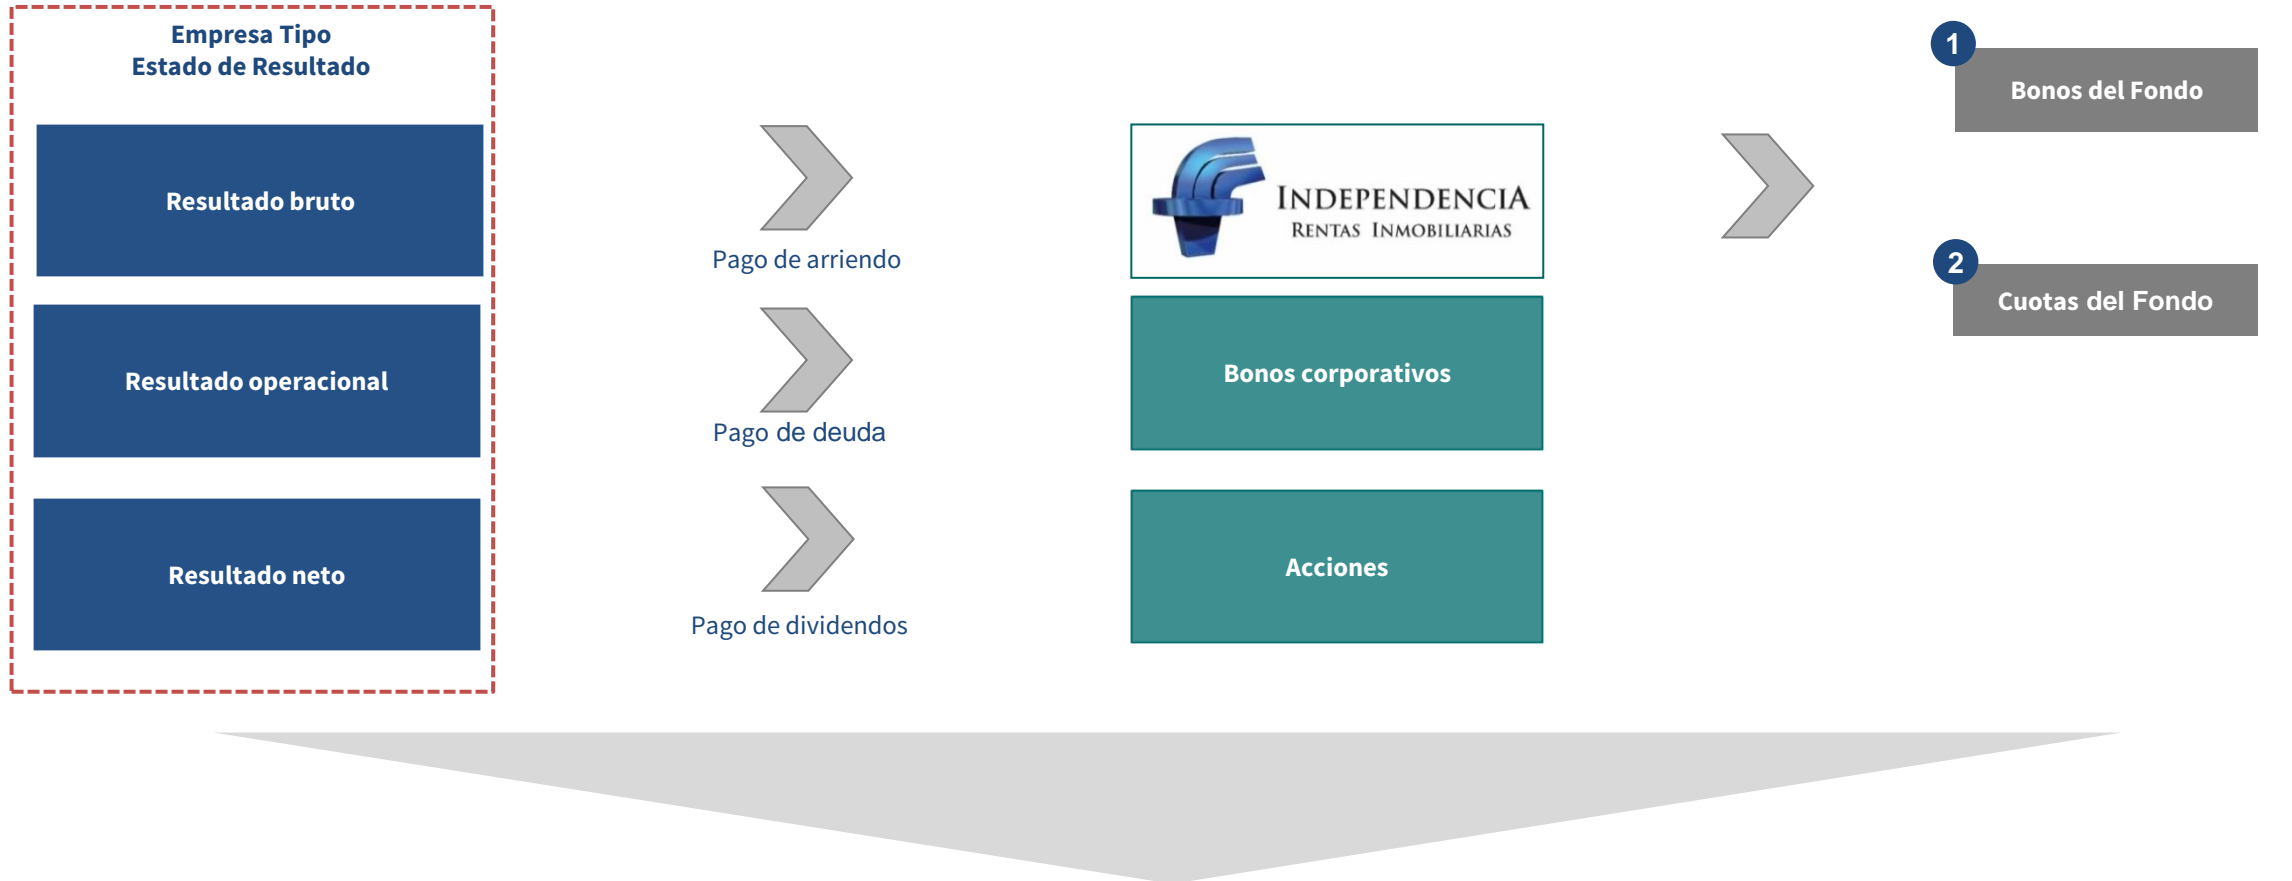 Empresa Tipo
Estado de Resultado
Resultado bruto
Resultado operacional
Resultado neto
Pago de arriendo
Pago de deuda
Pago de dividendos
INDEPENDENCIA
RENTAS INMOBILIARIAS
Bonos corporativos
Acciones
1
Bonos del Fondo
2
Cuotas del Fondo